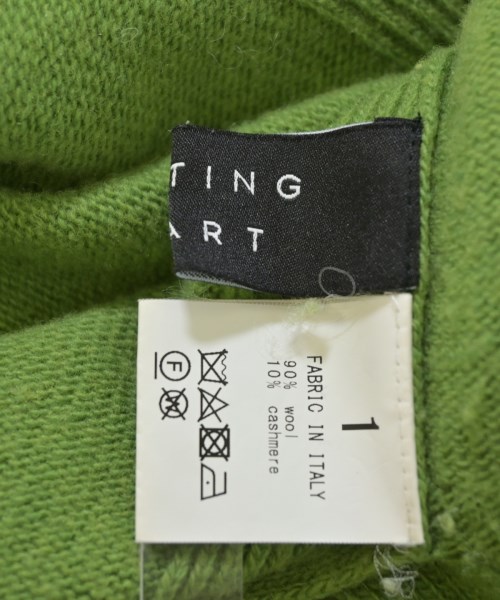 TING
ART
1
FABRIC IN ITALY
90% wool
10% cashmere
F
W